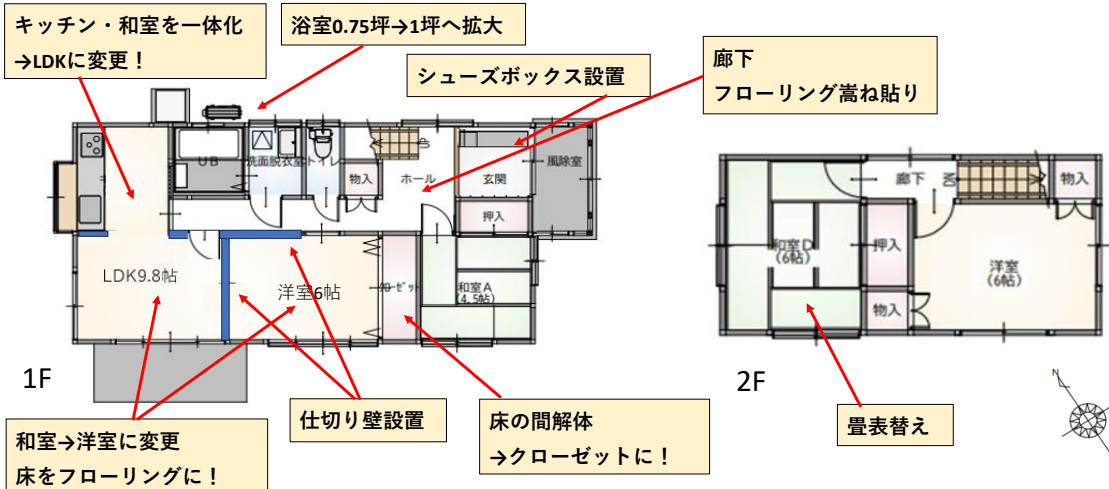 キッチン・和室を一体化
→LDKに変更！
浴室0.75坪→1坪へ拡大
シューズボックス設置
廊下
フローリング嵩ね貼り
UB
洗面脱衣室
トイレ
物入
UP
ホール
玄関
風除室
押入
LDK9.8帖
洋室6帖
クローゼット
和室A
(4.5帖)
1F
和室→洋室に変更
床をフローリングに！
仕切り壁設置
床の間解体
→クローゼットに！
廊下
DN
物入
和室D
(6帖)
押入
洋室
(6帖)
物入
2F
畳表替え
N